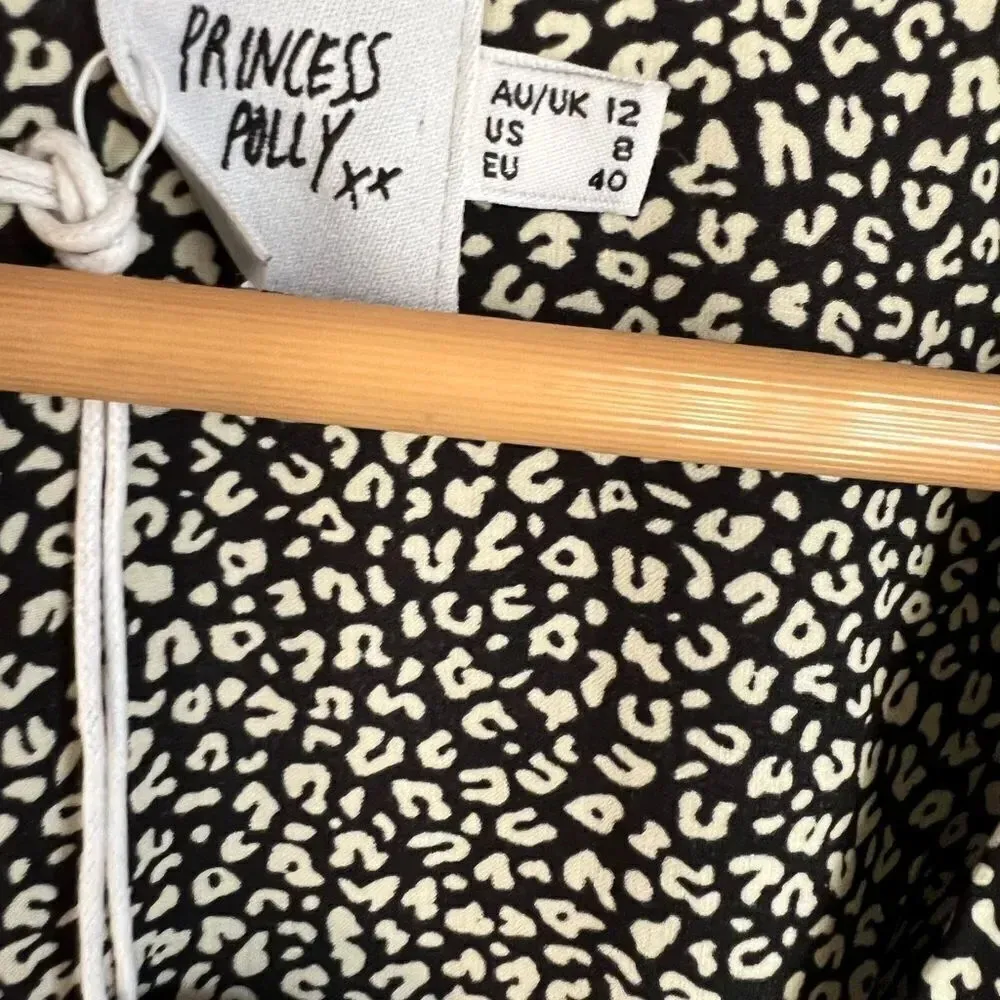 PRINCESS
POLLY xx
AU/UK 12
US 8
EU 40